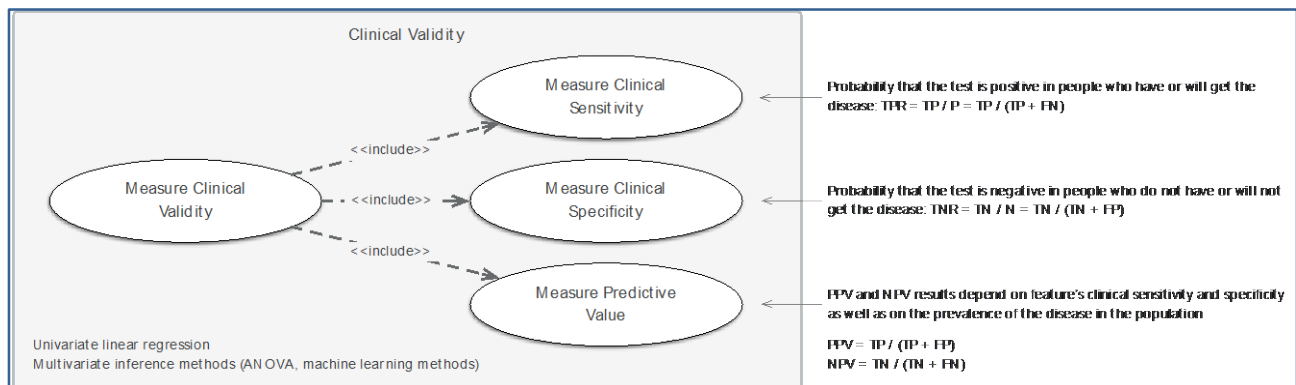 Clinical Validity
Measure Clinical
Sensitivity
Probability that the test is positive in people who have or will get the
disease: TPR = TP / P = TP / (TP + FN)
<<include>>
Measure Clinical
Validity
<<include>>
Measure Clinical
Specificity
Probability that the test is negative in people who do not have or will not
get the disease: TNR = TN / N = TN / (TN + FP)
<<include>>
Measure Predictive
Value
PPV and NPV results depend on feature's clinical sensitivity and specificity
as well as on the prevalence of the disease in the population
PPV = TP / (TP + FP)
NPV = TN / (TN + FN)
Univariate linear regression
Multivariate inference methods (ANOVA, machine learning methods)